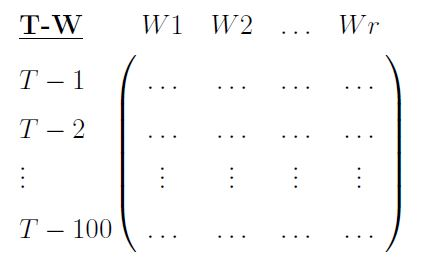 T-W W1 W2 ... Wr
T − 1 ... ... ... ...
T − 2 ... ... ... ...
⋮ ⋮ ⋮ ⋮ ⋮
T − 100 ... ... ... ...